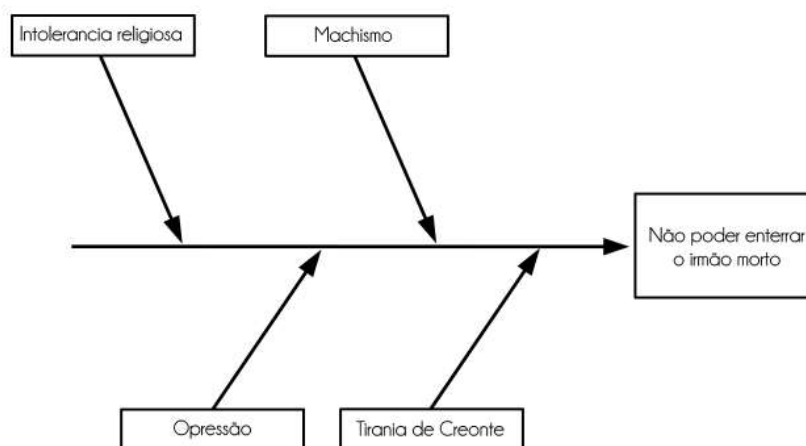 Intolerancia religiosa
Machismo
Não poder enterrar
o irmão morto
Opressão
Tirania de Creonte